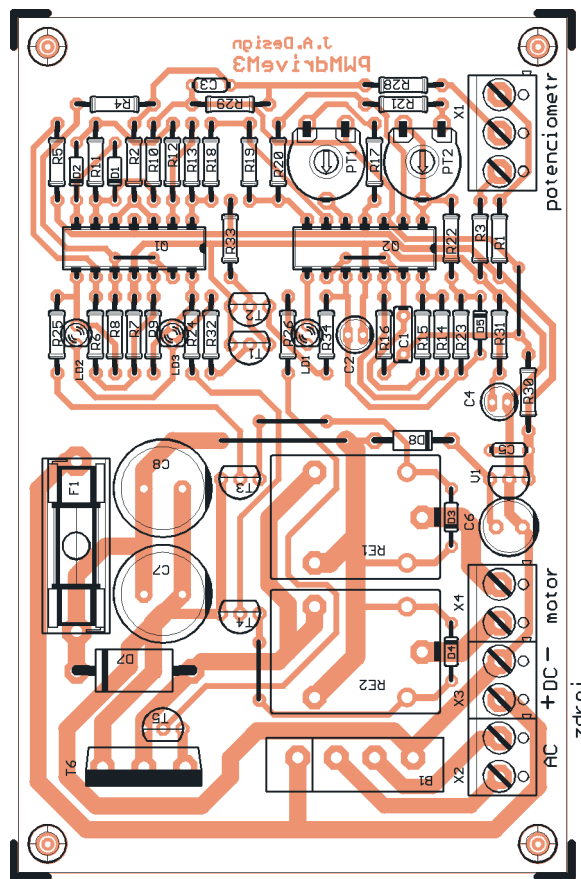 J.A.Design
PWMdriveM3
C3
R28
R4
R29
R21
X1
potenciometr
R5
D2
R11
D1
R2
R10
R12
R13
R18
R19
R20
PT1
R17
PT2
R33
R22
R3
R1
Q1
Q2
T2
T1
R25
LD2
R6
R8
R7
R9
LD3
R24
R32
R26
LD1
R34
C2
R16
C1
R15
R14
R23
D5
R31
R30
C4
D8
C5
F1
C8
T3
U1
D3
C6
RE1
C7
T4
X4
motor
D4
D7
RE2
X3
+DC-
T5
T6
B1
X2
AC
zdroj